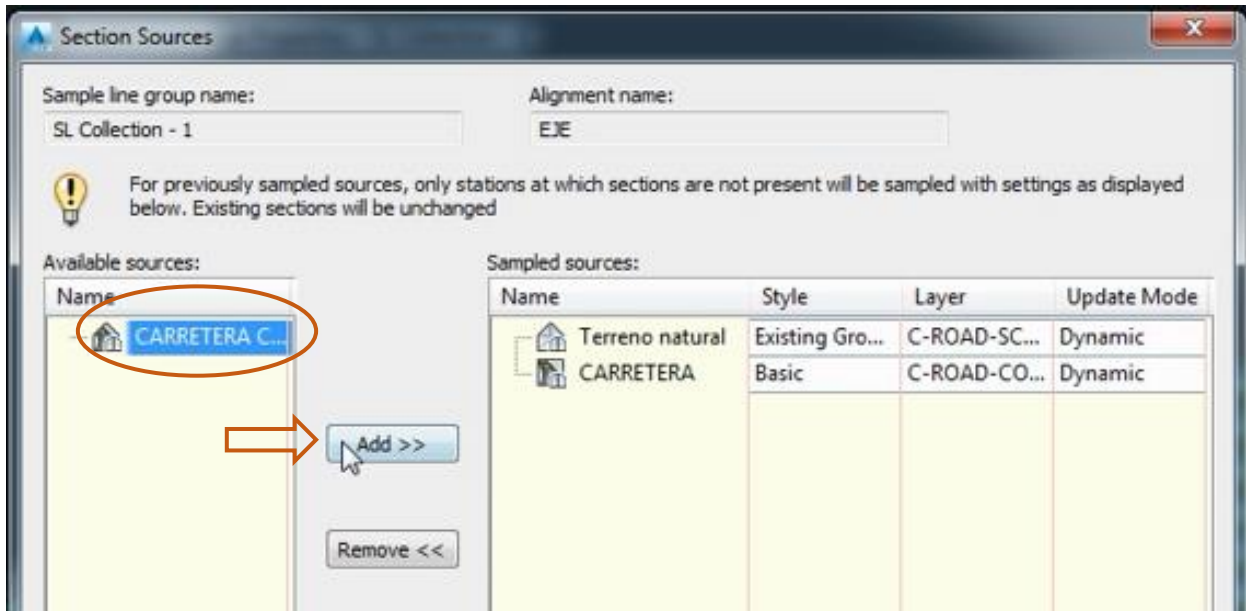 Section Sources
Sample line group name:
Alignment name:
SL Collection - 1
EJE
For previously sampled sources, only stations at which sections are not present will be sampled with settings as displayed
below. Existing sections will be unchanged
Available sources:
Sampled sources:
Name
Name Style Layer Update Mode
CARRETERA C...
Terreno natural Existing Gro... C-ROAD-SC... Dynamic
CARRETERA Basic C-ROAD-CO... Dynamic
Add >>
Remove <<